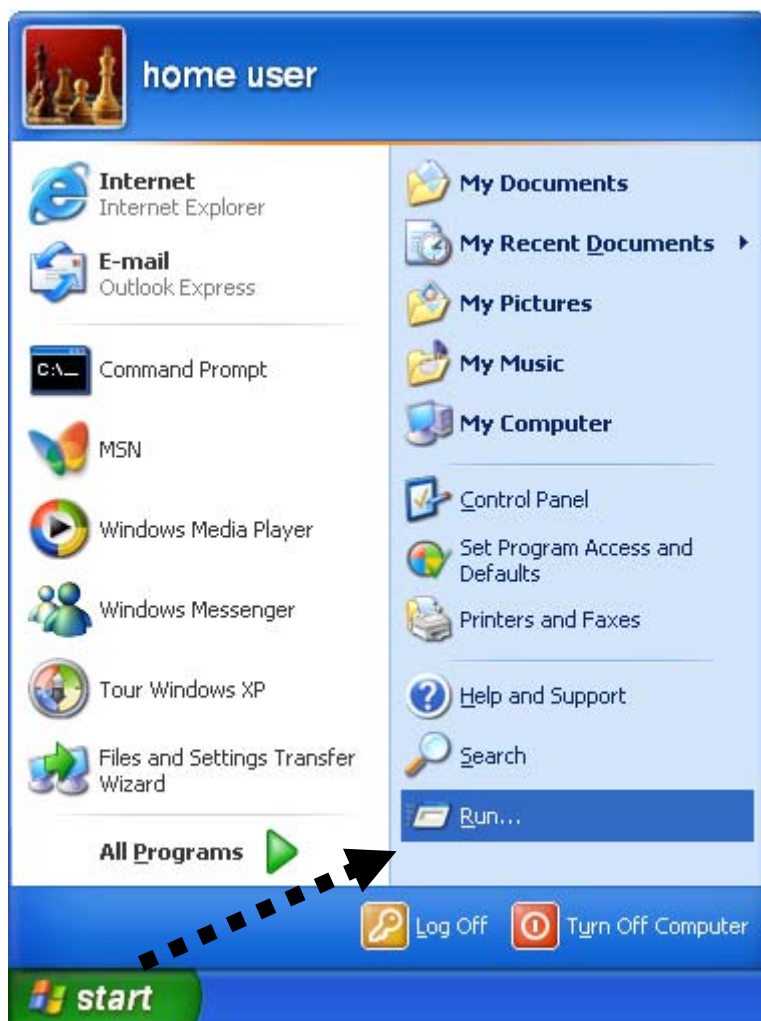 home user
Internet
Internet Explorer
E-mail
Outlook Express
C:\_
Command Prompt
MSN
Windows Media Player
Windows Messenger
Tour Windows XP
Files and Settings Transfer
Wizard
All Programs
My Documents
My Recent Documents
My Pictures
My Music
My Computer
Control Panel
Set Program Access and
Defaults
Printers and Faxes
Help and Support
Search
Run...
Log Off
Turn Off Computer
start